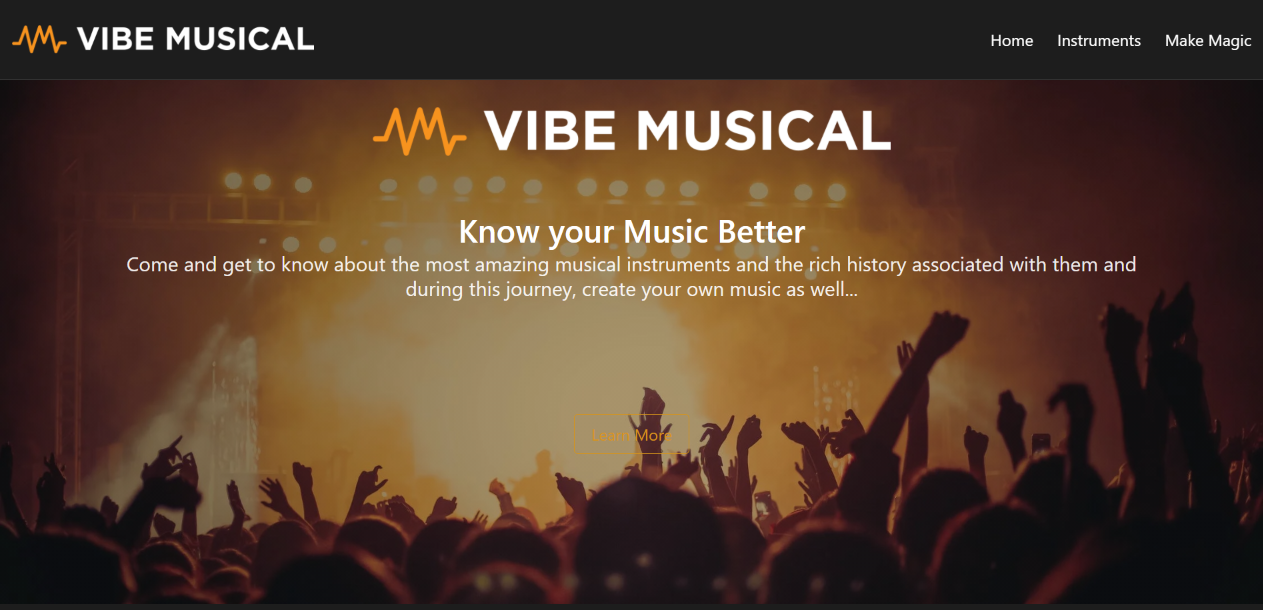 VIBE MUSICAL
Home Instruments Make Magic
VIBE MUSICAL
Know your Music Better
Come and get to know about the most amazing musical instruments and the rich history associated with them and
during this journey, create your own music as well...
Learn More